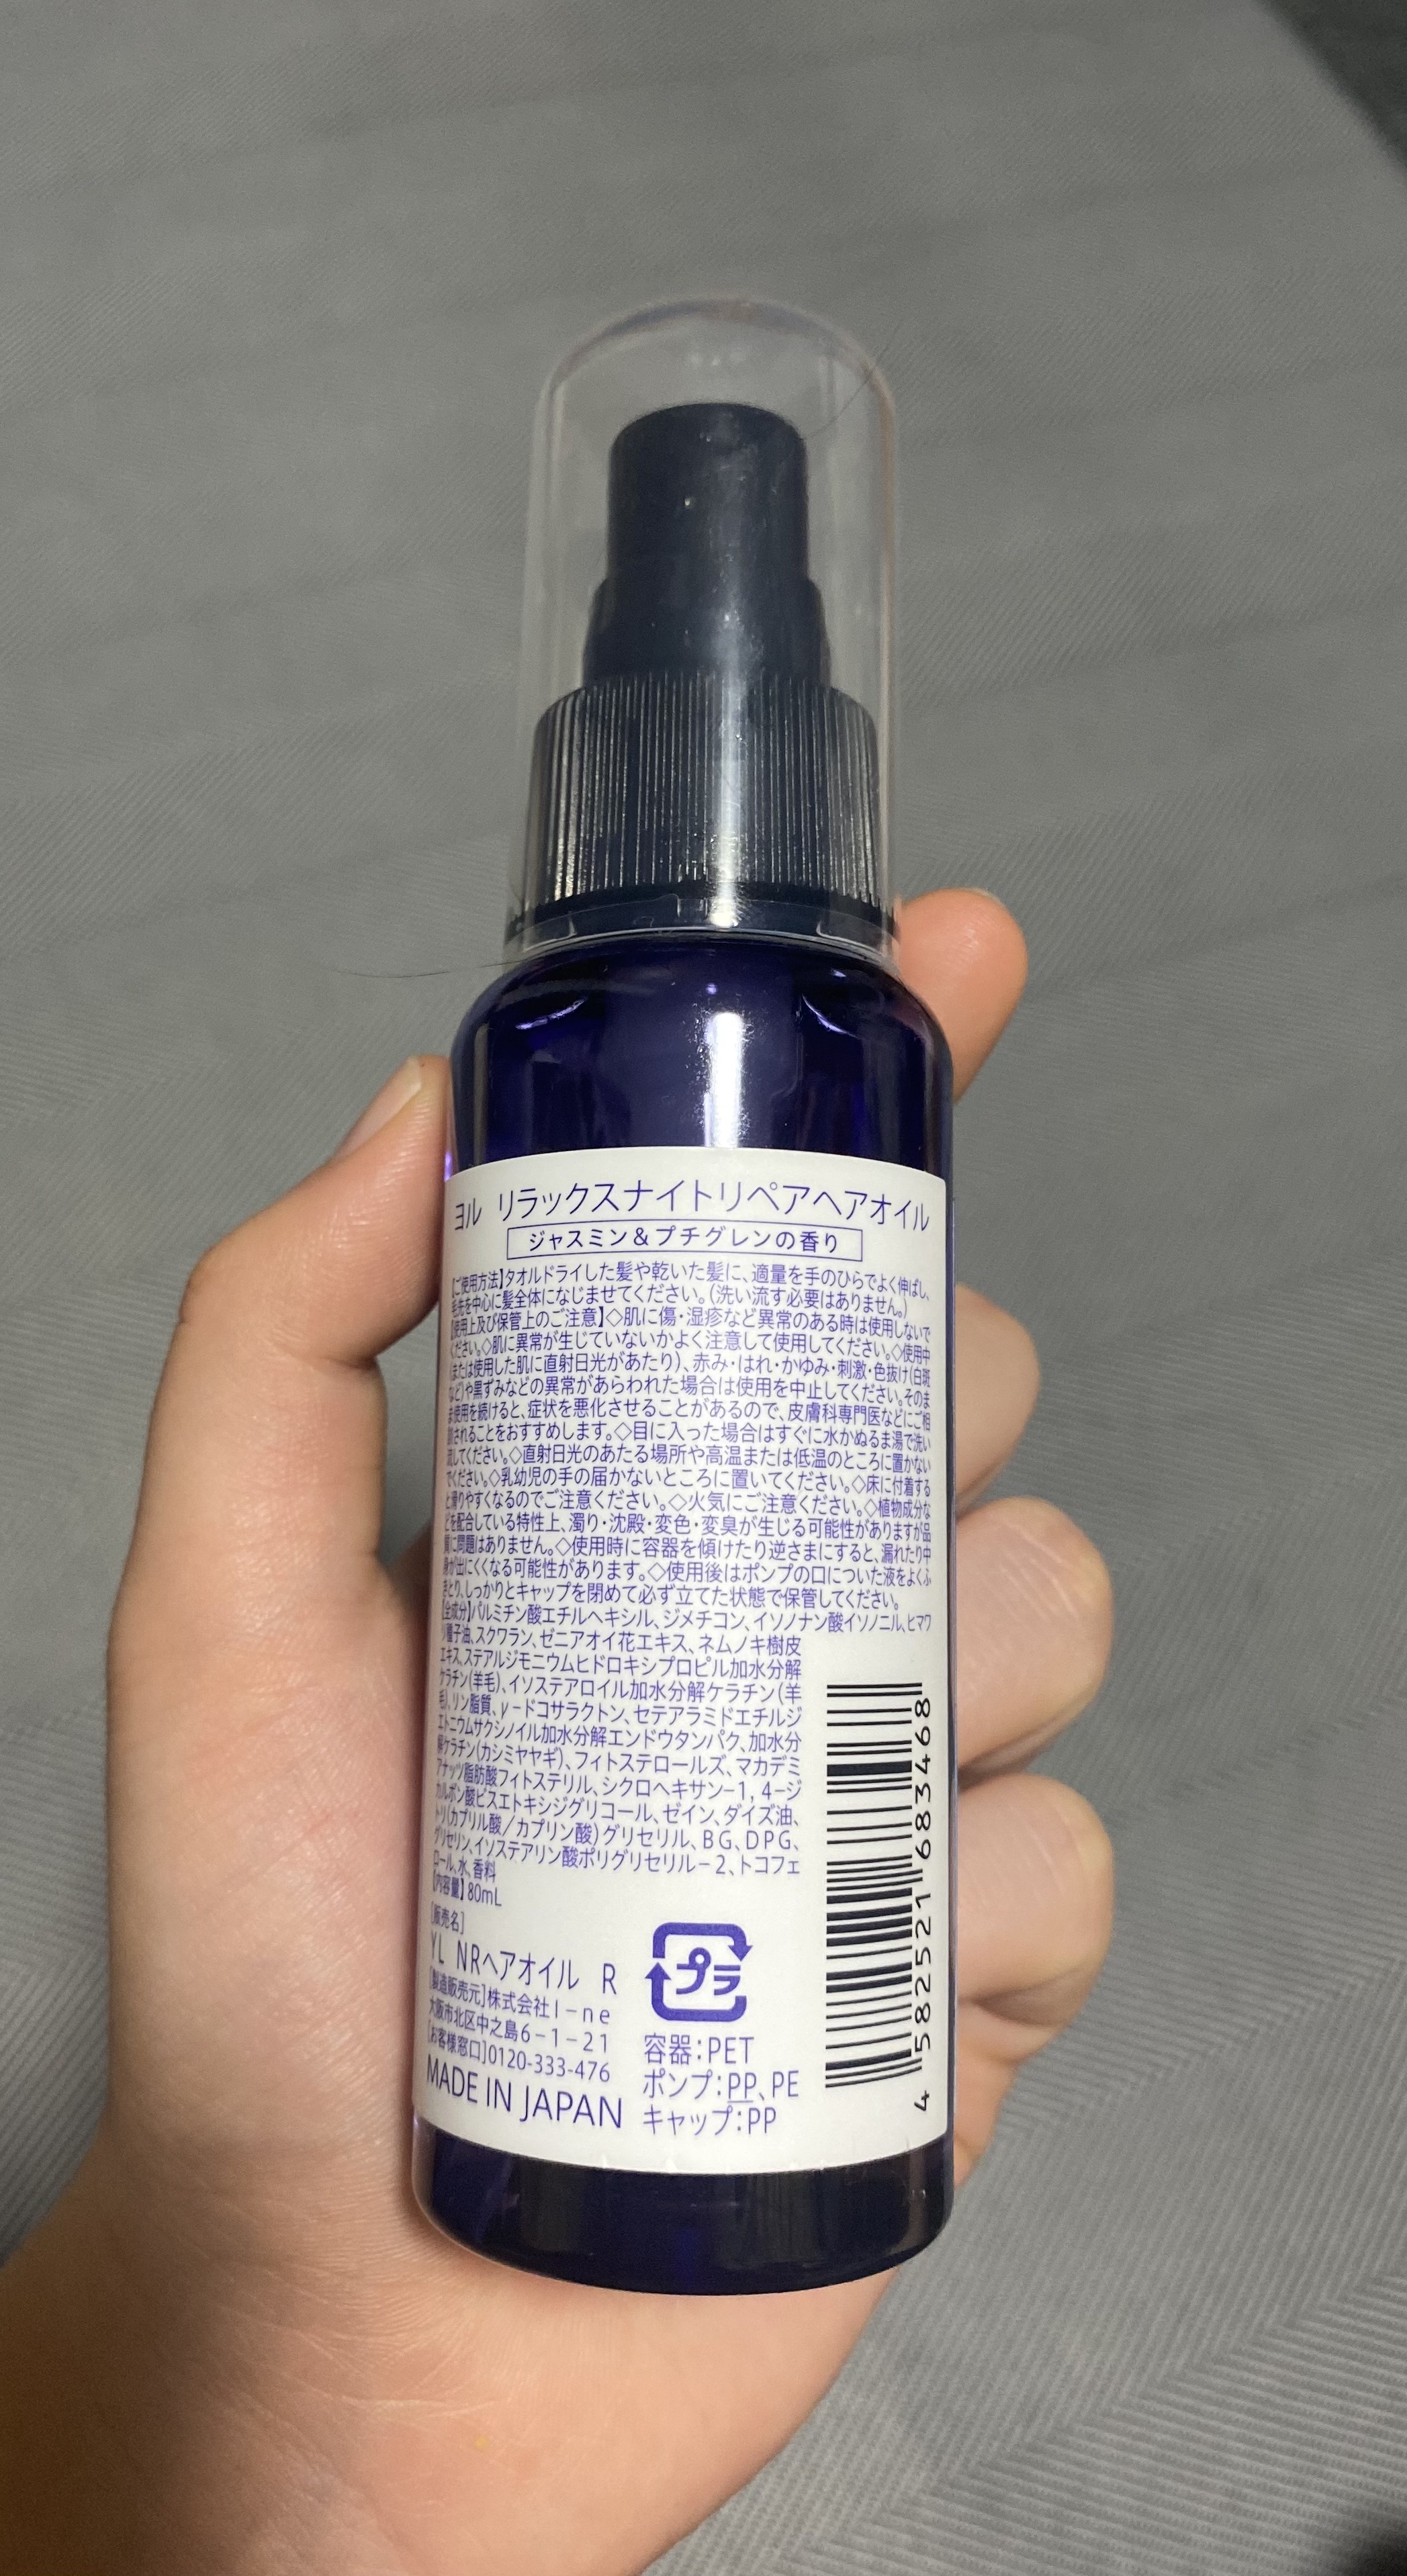 ヨル リラックスナイトリペアヘアオイル
ジャスミン＆プチグレンの香り
【ご使用方法】タオルドライした髪や乾いた髪に、適量を手のひらでよく伸ばし、
毛先を中心に髪全体になじませてください。(洗い流す必要はありません。)
【使用上及び保管上のご注意】◇肌に傷・湿疹など異常のある時は使用しないで
ください。◇肌に異常が生じていないかよく注意して使用してください。◇使用中
(または使用した肌に直射日光があたり)、赤み・はれ・かゆみ・刺激・色抜け(白斑
など)や黒ずみなどの異常があらわれた場合は使用を中止してください。そのま
ま使用を続けると、症状を悪化させることがあるので、皮膚科専門医などにご相
談されることをおすすめします。◇目に入った場合はすぐに水かぬるま湯で洗い
流してください。◇直射日光のあたる場所や高温または低温のところに置かない
でください。◇乳幼児の手の届かないところに置いてください。◇床に付着する
と滑りやすくなるのでご注意ください。◇火気にご注意ください。◇植物成分な
どを配合している特性上、濁り・沈殿・変色・変臭が生じる可能性がありますが品
質に問題はありません。◇使用時に容器を傾けたり逆さまにすると、漏れたり中
身が出にくくなる可能性があります。◇使用後はポンプの口についた液をよくふ
きとり、しっかりとキャップを閉めて必ず立てた状態で保管してください。
【全成分】パルミチン酸エチルヘキシル、ジメチコン、イソノナン酸イソノニル、ヒマワ
リ種子油、スクワラン、ゼニアオイ花エキス、ネムノキ樹皮
エキス、ステアルジモニウムヒドロキシプロピル加水分解
ケラチン(羊毛)、イソステアロイル加水分解ケラチン(羊
毛)、リン脂質、γ－ドコサラクトン、セテアラミドエチルジ
エトニウムサクシノイル加水分解エンドウタンパク、加水分
解ケラチン(カシミヤヤギ)、フィトステロールズ、マカデミ
アナッツ脂肪酸フィトステリル、シクロヘキサン－1, 4－ジ
カルボン酸ビスエトキシジグリコール、ゼイン、ダイズ油、
トリ(カプリル酸／カプリン酸)グリセリル、BG、DPG、
グリセリン、イソステアリン酸ポリグリセリル－2、トコフェ
ロール、水、香料
【内容量】80mL
[販売名]
YL NRヘアオイル R
[製造販売元]株式会社I－ne
大阪市北区中之島6－1－21
[お客様窓口]0120-333-476
MADE IN JAPAN
プラ
容器：PET
ポンプ：PP、PE
キャップ：PP
4 582521 683468